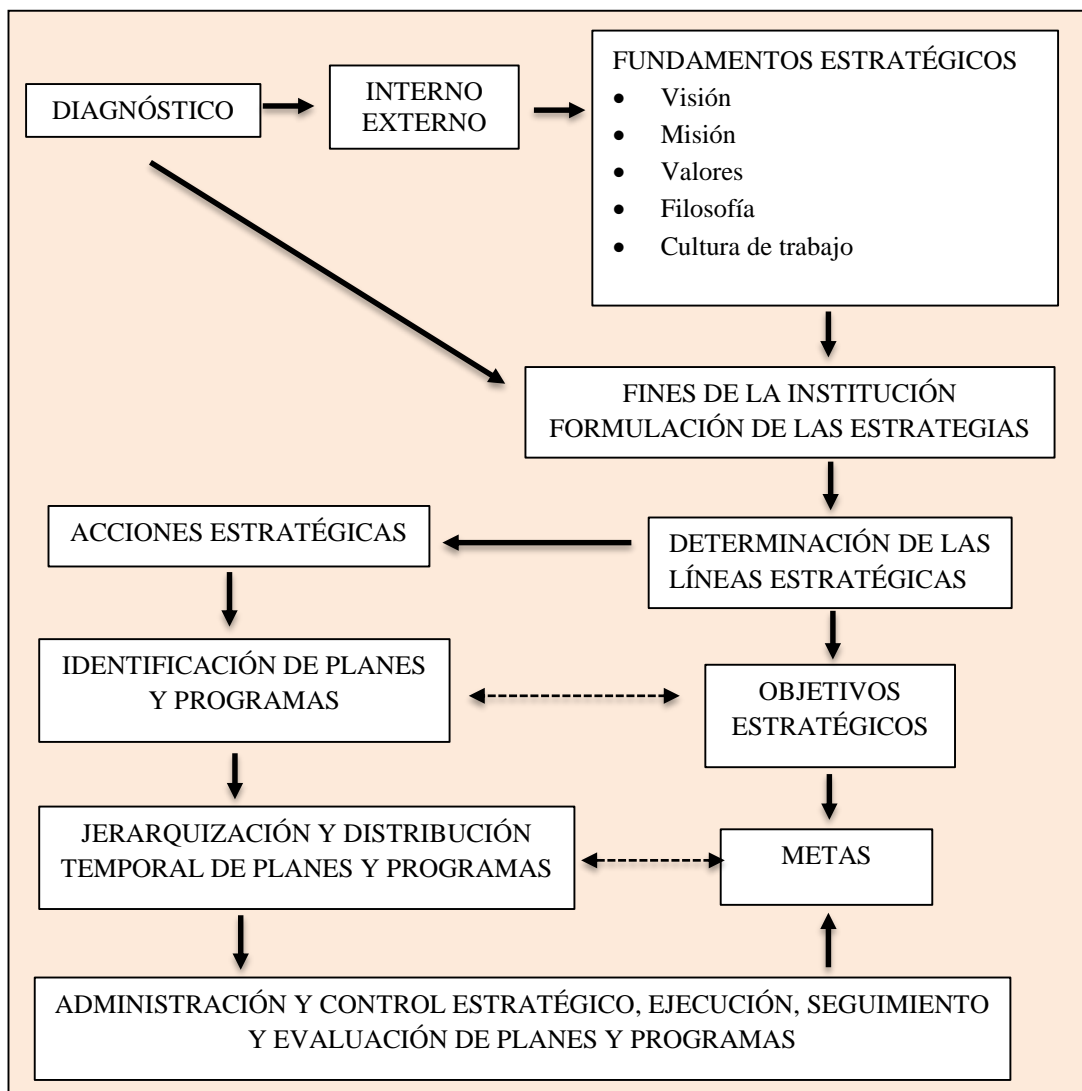 DIAGNÓSTICO
INTERNO
EXTERNO
FUNDAMENTOS ESTRATÉGICOS
• Visión
• Misión
• Valores
• Filosofía
• Cultura de trabajo
FINES DE LA INSTITUCIÓN
FORMULACIÓN DE LAS ESTRATEGIAS
ACCIONES ESTRATÉGICAS
DETERMINACIÓN DE LAS
LÍNEAS ESTRATÉGICAS
IDENTIFICACIÓN DE PLANES
Y PROGRAMAS
OBJETIVOS
ESTRATÉGICOS
JERARQUIZACIÓN Y DISTRIBUCIÓN
TEMPORAL DE PLANES Y PROGRAMAS
METAS
ADMINISTRACIÓN Y CONTROL ESTRATÉGICO, EJECUCIÓN, SEGUIMIENTO
Y EVALUACIÓN DE PLANES Y PROGRAMAS